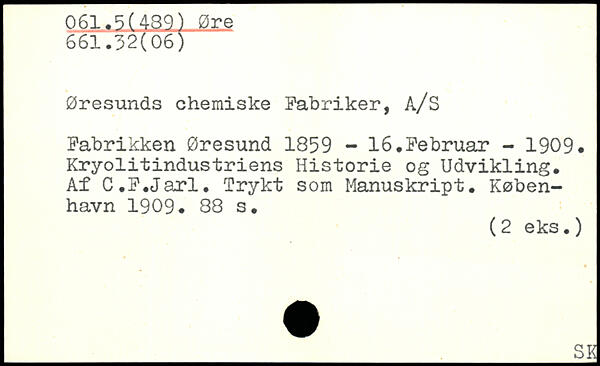 061.5(489) Øre
661.32(06)
Øresunds chemiske Fabriker, A/S
Fabrikken Øresund 1859 - 16.Februar - 1909.
Kryolitindustriens Historie og Udvikling.
Af C.F.Jarl. Trykt som Manuskript. Køben-
havn 1909. 88 s.
(2 eks.)
SK